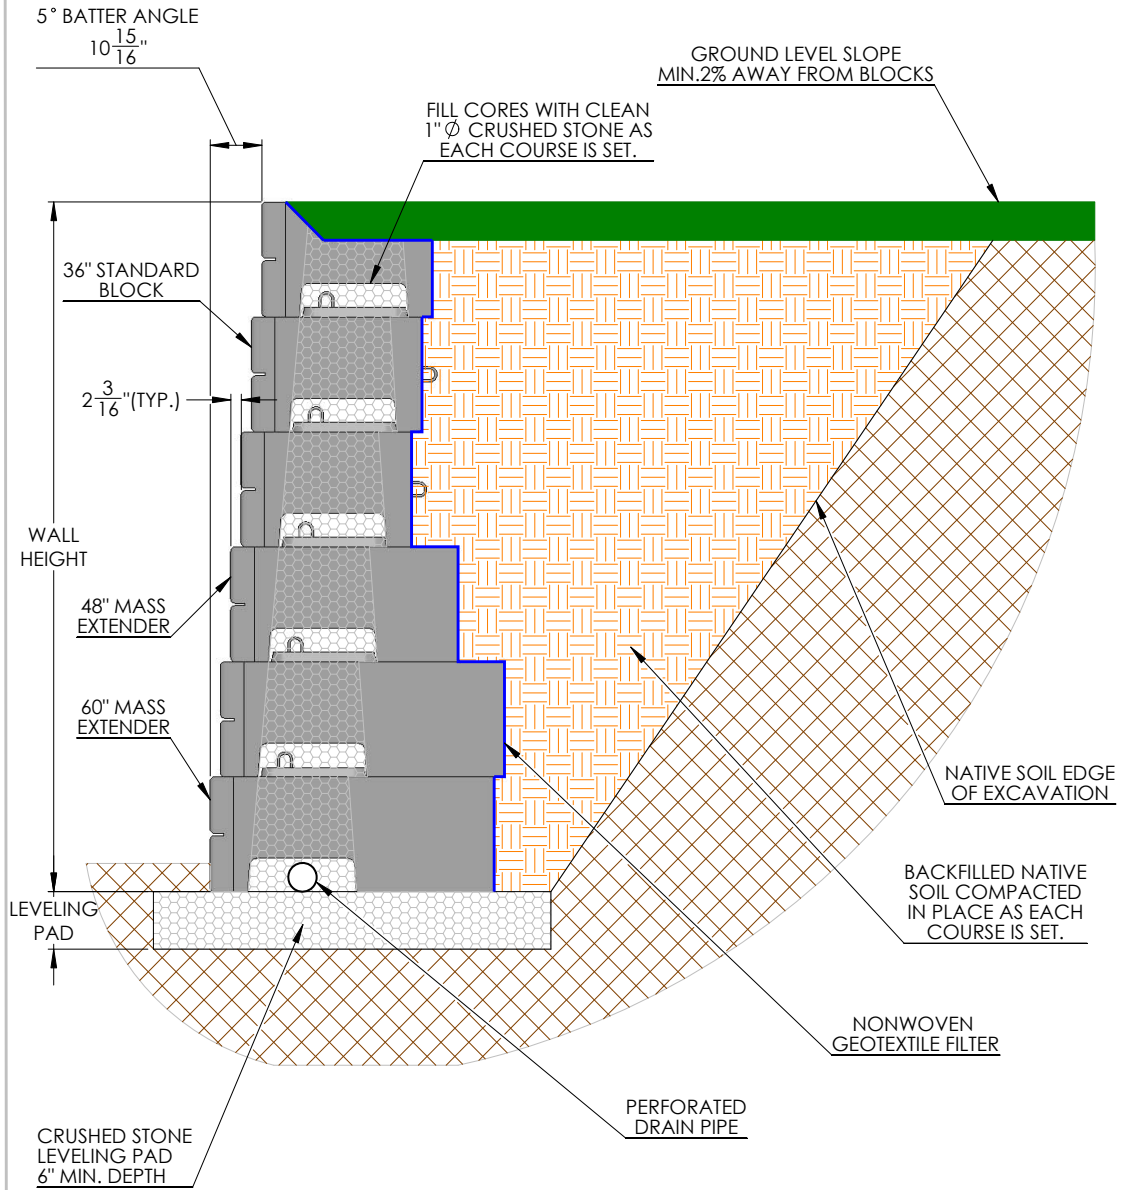 5° BATTER ANGLE
10 15/16"
GROUND LEVEL SLOPE
MIN.2% AWAY FROM BLOCKS
FILL CORES WITH CLEAN
1"Ø CRUSHED STONE AS
EACH COURSE IS SET.
36" STANDARD
BLOCK
2 3/16"(TYP.)
WALL
HEIGHT
48" MASS
EXTENDER
60" MASS
EXTENDER
NATIVE SOIL EDGE
OF EXCAVATION
BACKFILLED NATIVE
SOIL COMPACTED
IN PLACE AS EACH
COURSE IS SET.
LEVELING
PAD
NONWOVEN
GEOTEXTILE FILTER
PERFORATED
DRAIN PIPE
CRUSHED STONE
LEVELING PAD
6" MIN. DEPTH